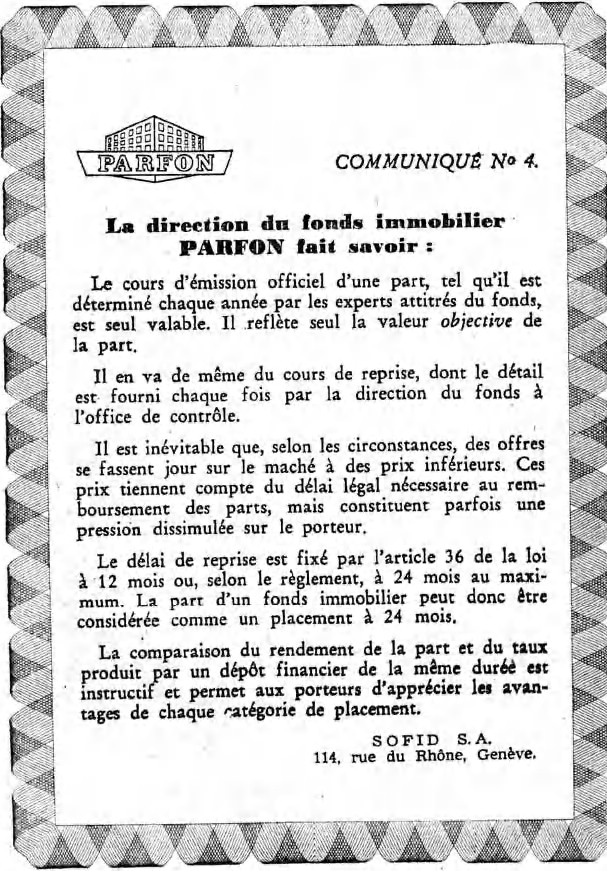 PARFON
COMMUNIQUÉ No 4.
La direction du fonds immobilier
PARFON fait savoir :
Le cours d'émission officiel d'une part, tel qu'il est
déterminé chaque année par les experts attitrés du fonds,
est seul valable. Il reflète seul la valeur objective de
la part.
Il en va de même du cours de reprise, dont le détail
est fourni chaque fois par la direction du fonds à
l'office de contrôle.
Il est inévitable que, selon les circonstances, des offres
se fassent jour sur le maché à des prix inférieurs. Ces
prix tiennent compte du délai légal nécessaire au rem-
boursement des parts, mais constituent parfois une
pression dissimulée sur le porteur.
Le délai de reprise est fixé par l'article 36 de la loi
à 12 mois ou, selon le règlement, à 24 mois au maxi-
mum. La part d'un fonds immobilier peut donc être
considérée comme un placement à 24 mois.
La comparaison du rendement de la part et du taux
produit par un dépôt financier de la même duréé est
instructif et permet aux porteurs d'apprécier les avan-
tages de chaque catégorie de placement.
SOFID S.A.
114, rue du Rhône, Genève.